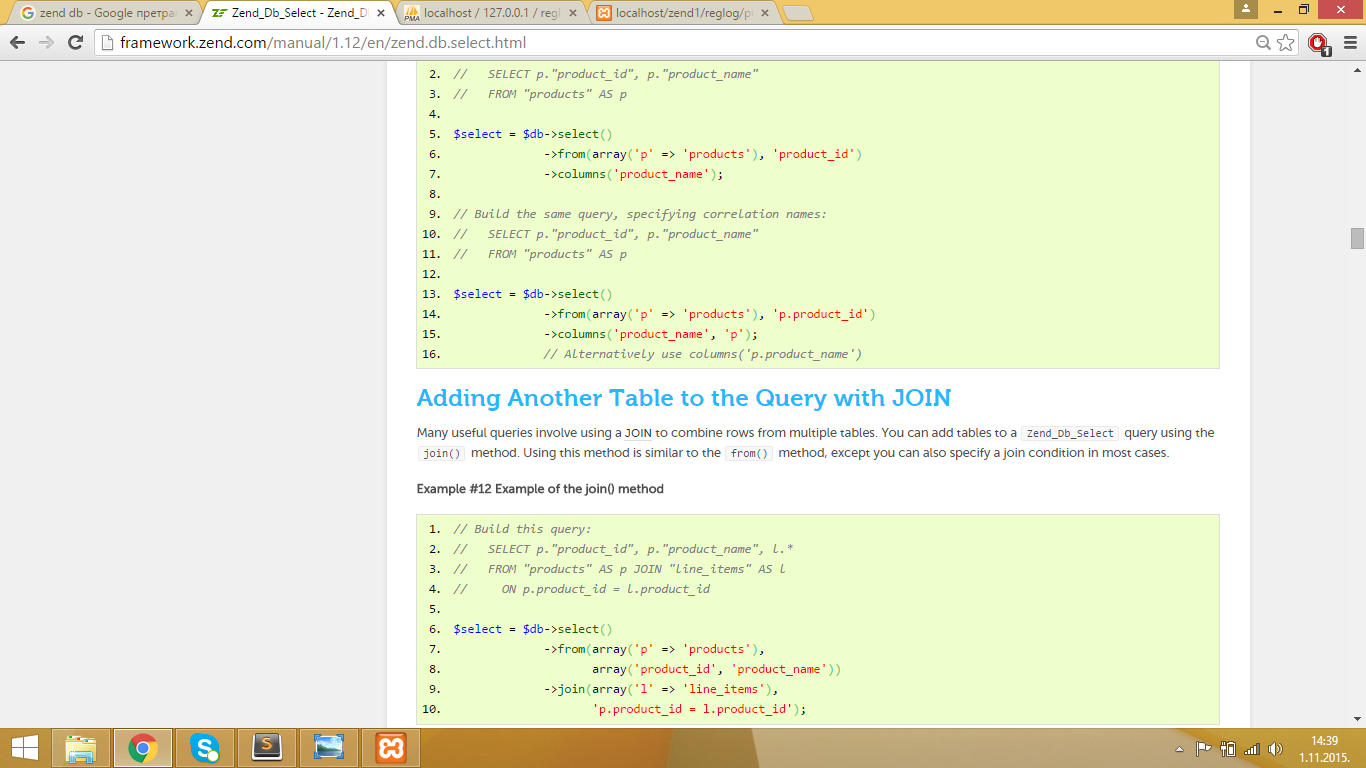 zend db - Google претра
Zend_Db_Select - Zend_D
localhost / 127.0.0.1 / regl
localhost/zend1/reglog/p
framework.zend.com/manual/1.12/en/zend.db.select.html
1
2. // SELECT p."product_id", p."product_name"
3. // FROM "products" AS p
4.
5. $select = $db->select()
6. ->from(array('p' => 'products'), 'product_id')
7. ->columns('product_name');
8.
9. // Build the same query, specifying correlation names:
10. // SELECT p."product_id", p."product_name"
11. // FROM "products" AS p
12.
13. $select = $db->select()
14. ->from(array('p' => 'products'), 'p.product_id')
15. ->columns('product_name', 'p');
16. // Alternatively use columns('p.product_name')
Adding Another Table to the Query with JOIN
Many useful queries involve using a JOIN to combine rows from multiple tables. You can add tables to a Zend_Db_Select query using the
join() method. Using this method is similar to the from() method, except you can also specify a join condition in most cases.
Example #12 Example of the join() method
1. // Build this query:
2. // SELECT p."product_id", p."product_name", l.*
3. // FROM "products" AS p JOIN "line_items" AS l
4. // ON p.product_id = l.product_id
5.
6. $select = $db->select()
7. ->from(array('p' => 'products'),
8. array('product_id', 'product_name'))
9. ->join(array('l' => 'line_items'),
10. 'p.product_id = l.product_id');
14:39
1.11.2015.